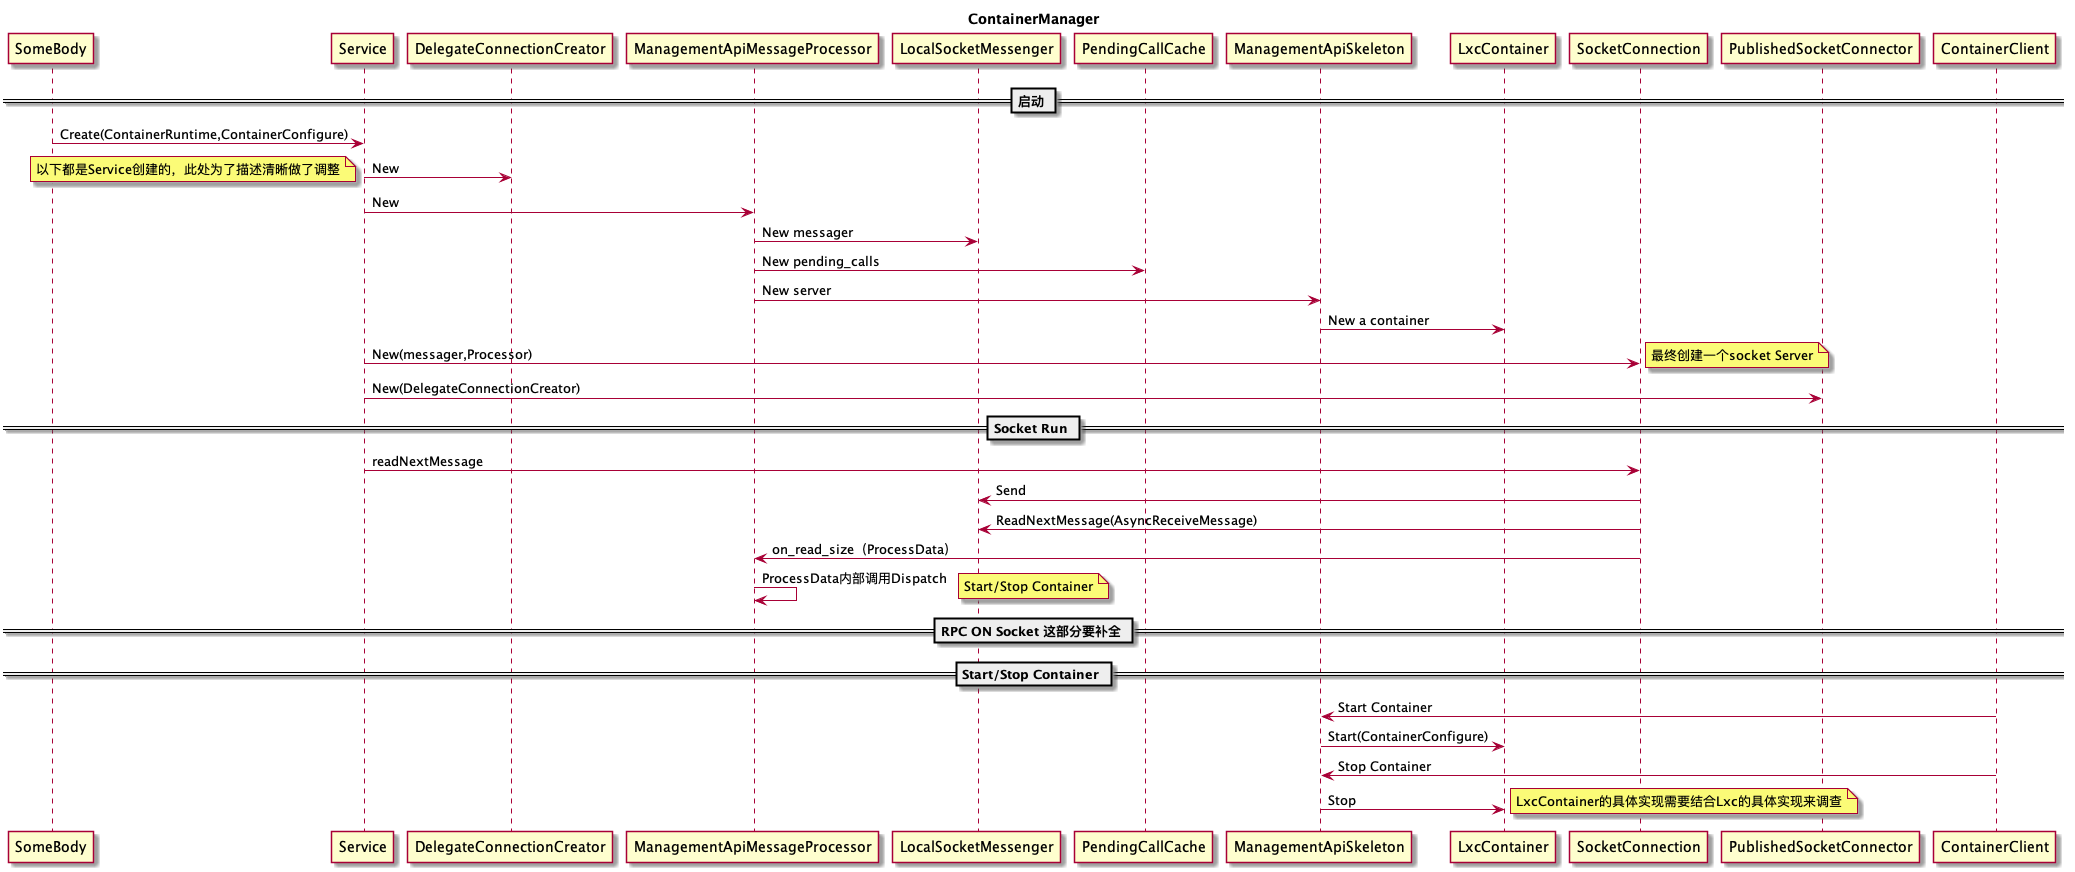 ContainerManager
SomeBody
Service
DelegateConnectionCreator
ManagementApiMessageProcessor
LocalSocketMessenger
PendingCallCache
ManagementApiSkeleton
LxcContainer
SocketConnection
PublishedSocketConnector
ContainerClient
启动
Create(ContainerRuntime,ContainerConfigure)
以下都是Service创建的，此处为了描述清晰做了调整
New
New
New messager
New pending_calls
New server
New a container
New(messager,Processor)
最终创建一个socket Server
New(DelegateConnectionCreator)
Socket Run
readNextMessage
Send
ReadNextMessage(AsyncReceiveMessage)
on_read_size（ProcessData）
ProcessData内部调用Dispatch
Start/Stop Container
RPC ON Socket 这部分要补全
Start/Stop Container
Start Container
Start(ContainerConfigure)
Stop Container
Stop
LxcContainer的具体实现需要结合Lxc的具体实现来调查
SomeBody
Service
DelegateConnectionCreator
ManagementApiMessageProcessor
LocalSocketMessenger
PendingCallCache
ManagementApiSkeleton
LxcContainer
SocketConnection
PublishedSocketConnector
ContainerClient